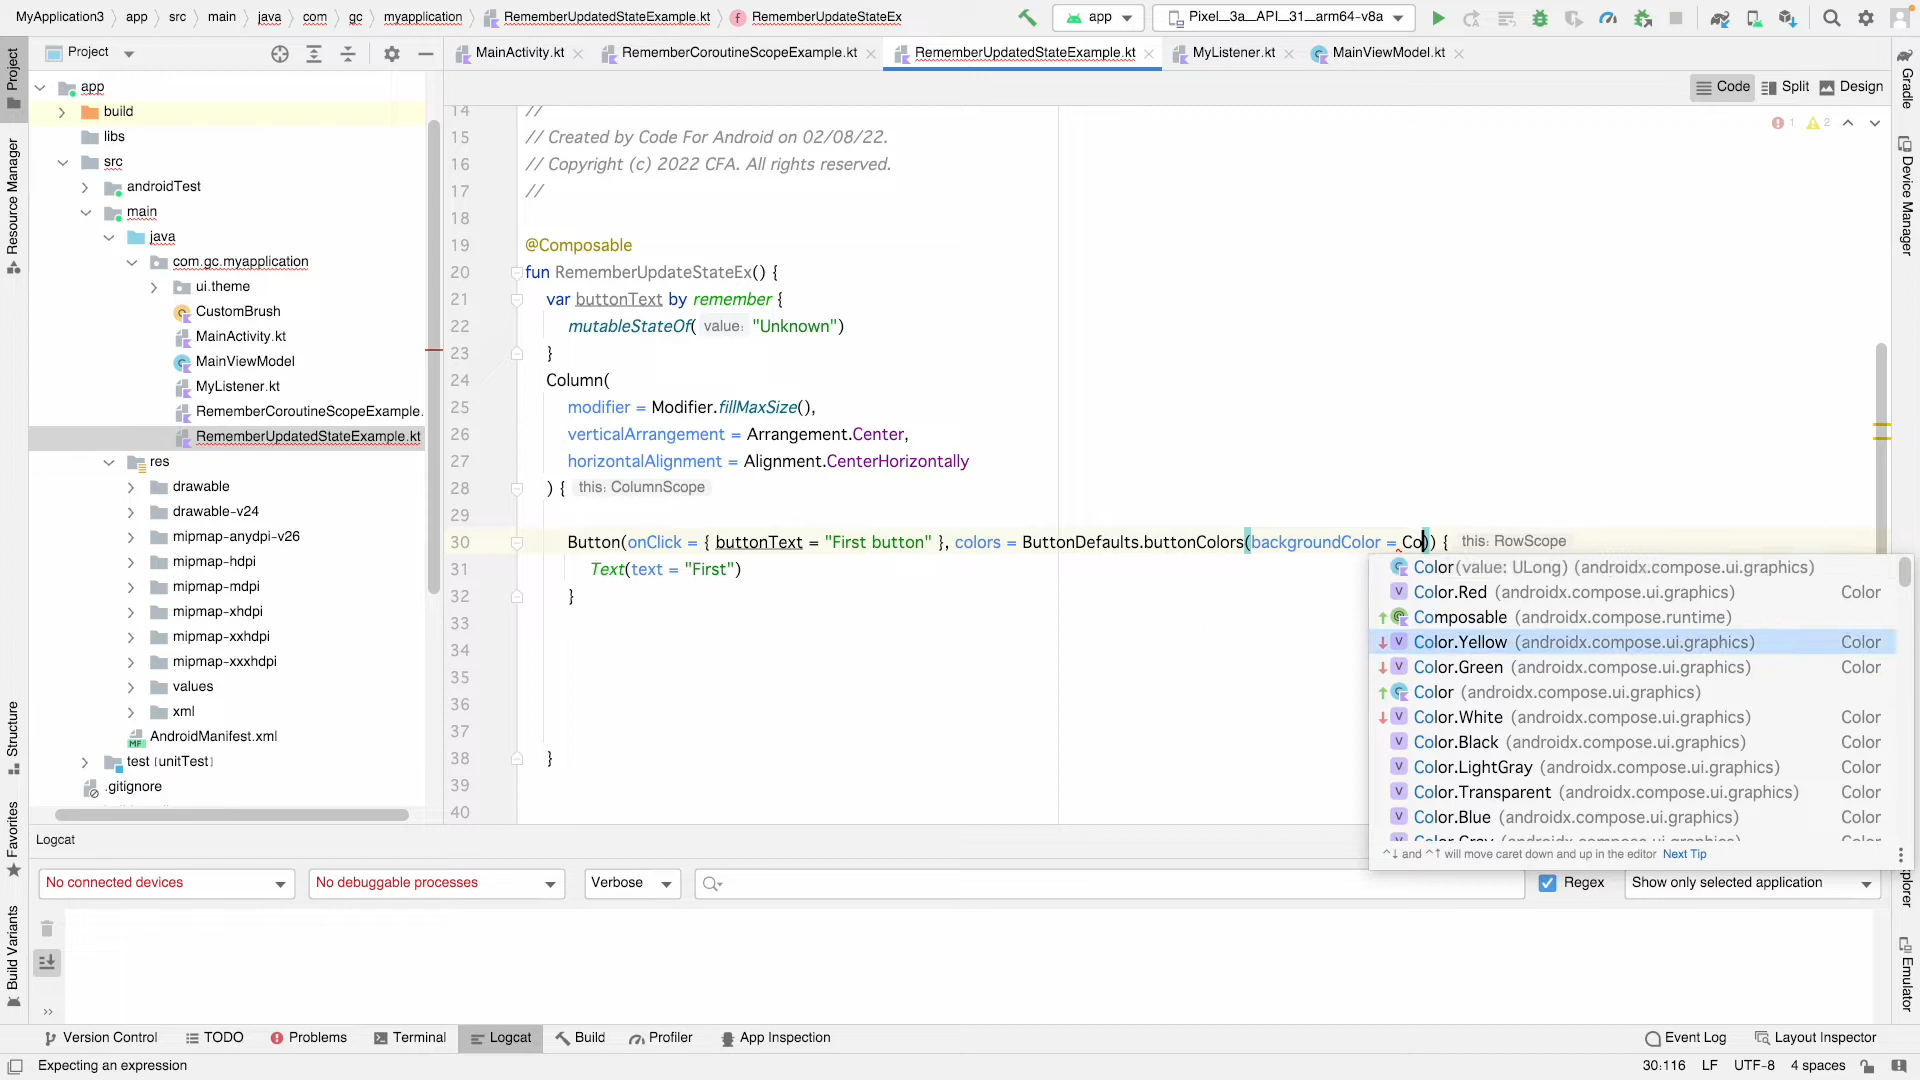 MyApplication3 app src main java com gc myapplication RememberUpdatedStateExample.kt RememberUpdateStateEx app Pixel_3a_API_31_arm64-v8a
Project
MainActivity.kt RememberCoroutineScopeExample.kt RememberUpdatedStateExample.kt MyListener.kt MainViewModel.kt
Code Split Design
Project
Resource Manager
Structure
Favorites
Build Variants
Gradle
Device Manager
Emulator
app
build
libs
src
androidTest
main
java
com.gc.myapplication
ui.theme
CustomBrush
MainActivity.kt
MainViewModel
MyListener.kt
RememberCoroutineScopeExample.
RememberUpdatedStateExample.kt
res
drawable
drawable-v24
mipmap-anydpi-v26
mipmap-hdpi
mipmap-mdpi
mipmap-xhdpi
mipmap-xxhdpi
mipmap-xxxhdpi
values
xml
AndroidManifest.xml
test [unitTest]
.gitignore
1 2
14 //
15 // Created by Code For Android on 02/08/22.
16 // Copyright (c) 2022 CFA. All rights reserved.
17 //
18
19 @Composable
20 fun RememberUpdateStateEx() {
21 var buttonText by remember {
22 mutableStateOf( value: "Unknown")
23 }
24 Column(
25 modifier = Modifier.fillMaxSize(),
26 verticalArrangement = Arrangement.Center,
27 horizontalAlignment = Alignment.CenterHorizontally
28 ) { this: ColumnScope
29
30 Button(onClick = { buttonText = "First button" }, colors = ButtonDefaults.buttonColors(backgroundColor = Co)) { this: RowScope
31 Text(text = "First")
32 }
33
34
35
36
37
38 }
39
40
Color(value: ULong) (androidx.compose.ui.graphics)
Color.Red (androidx.compose.ui.graphics) Color
Composable (androidx.compose.runtime)
Color.Yellow (androidx.compose.ui.graphics) Color
Color.Green (androidx.compose.ui.graphics) Color
Color (androidx.compose.ui.graphics)
Color.White (androidx.compose.ui.graphics) Color
Color.Black (androidx.compose.ui.graphics) Color
Color.LightGray (androidx.compose.ui.graphics) Color
Color.Transparent (androidx.compose.ui.graphics) Color
Color.Blue (androidx.compose.ui.graphics) Color
^↓ and ^↑ will move caret down and up in the editor Next Tip
Logcat
No connected devices No debuggable processes Verbose Regex Show only selected application
Version Control TODO Problems Terminal Logcat Build Profiler App Inspection Event Log Layout Inspector
Expecting an expression 30:116 LF UTF-8 4 spaces